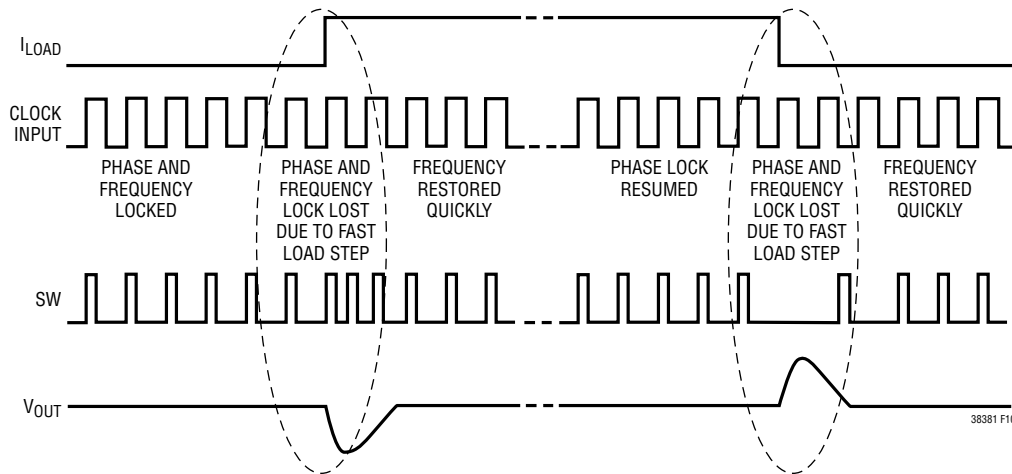 ILOAD
CLOCK
INPUT
PHASE AND
FREQUENCY
LOCKED
PHASE AND
FREQUENCY
LOCK LOST
DUE TO FAST
LOAD STEP
FREQUENCY
RESTORED
QUICKLY
PHASE LOCK
RESUMED
PHASE AND
FREQUENCY
LOCK LOST
DUE TO FAST
LOAD STEP
FREQUENCY
RESTORED
QUICKLY
SW
VOUT
38381 F10